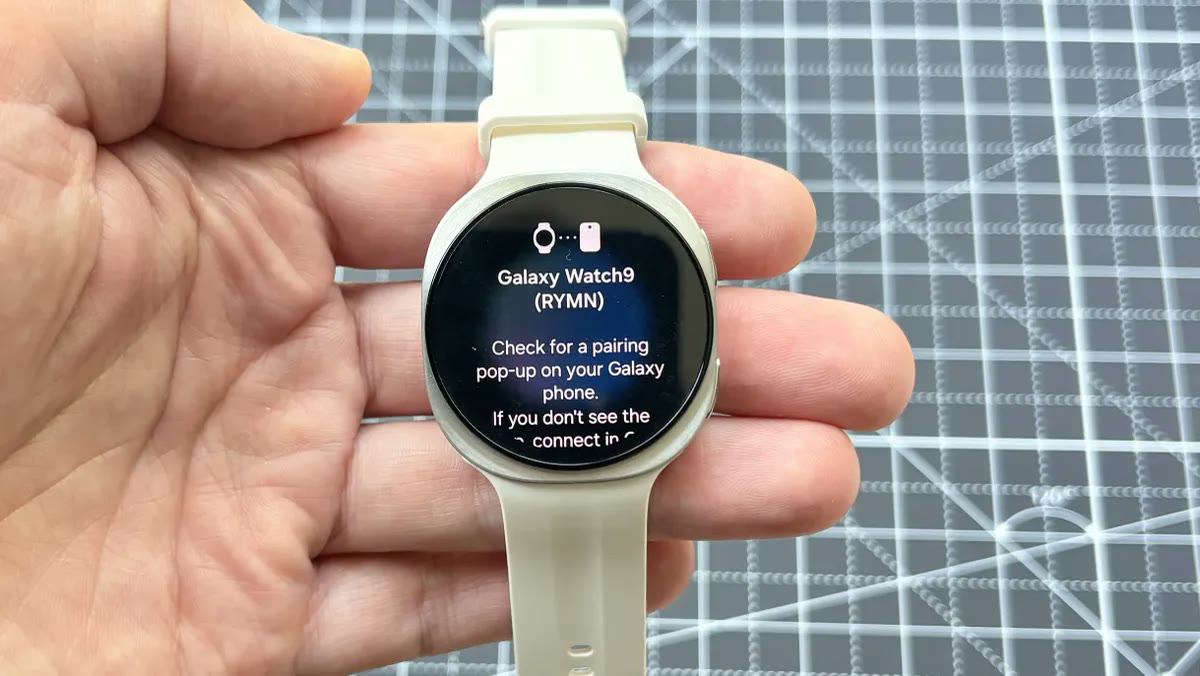 Galaxy Watch9
(RYMN)
Check for a pairing
pop-up on your Galaxy
phone.
If you don't see the
connect in